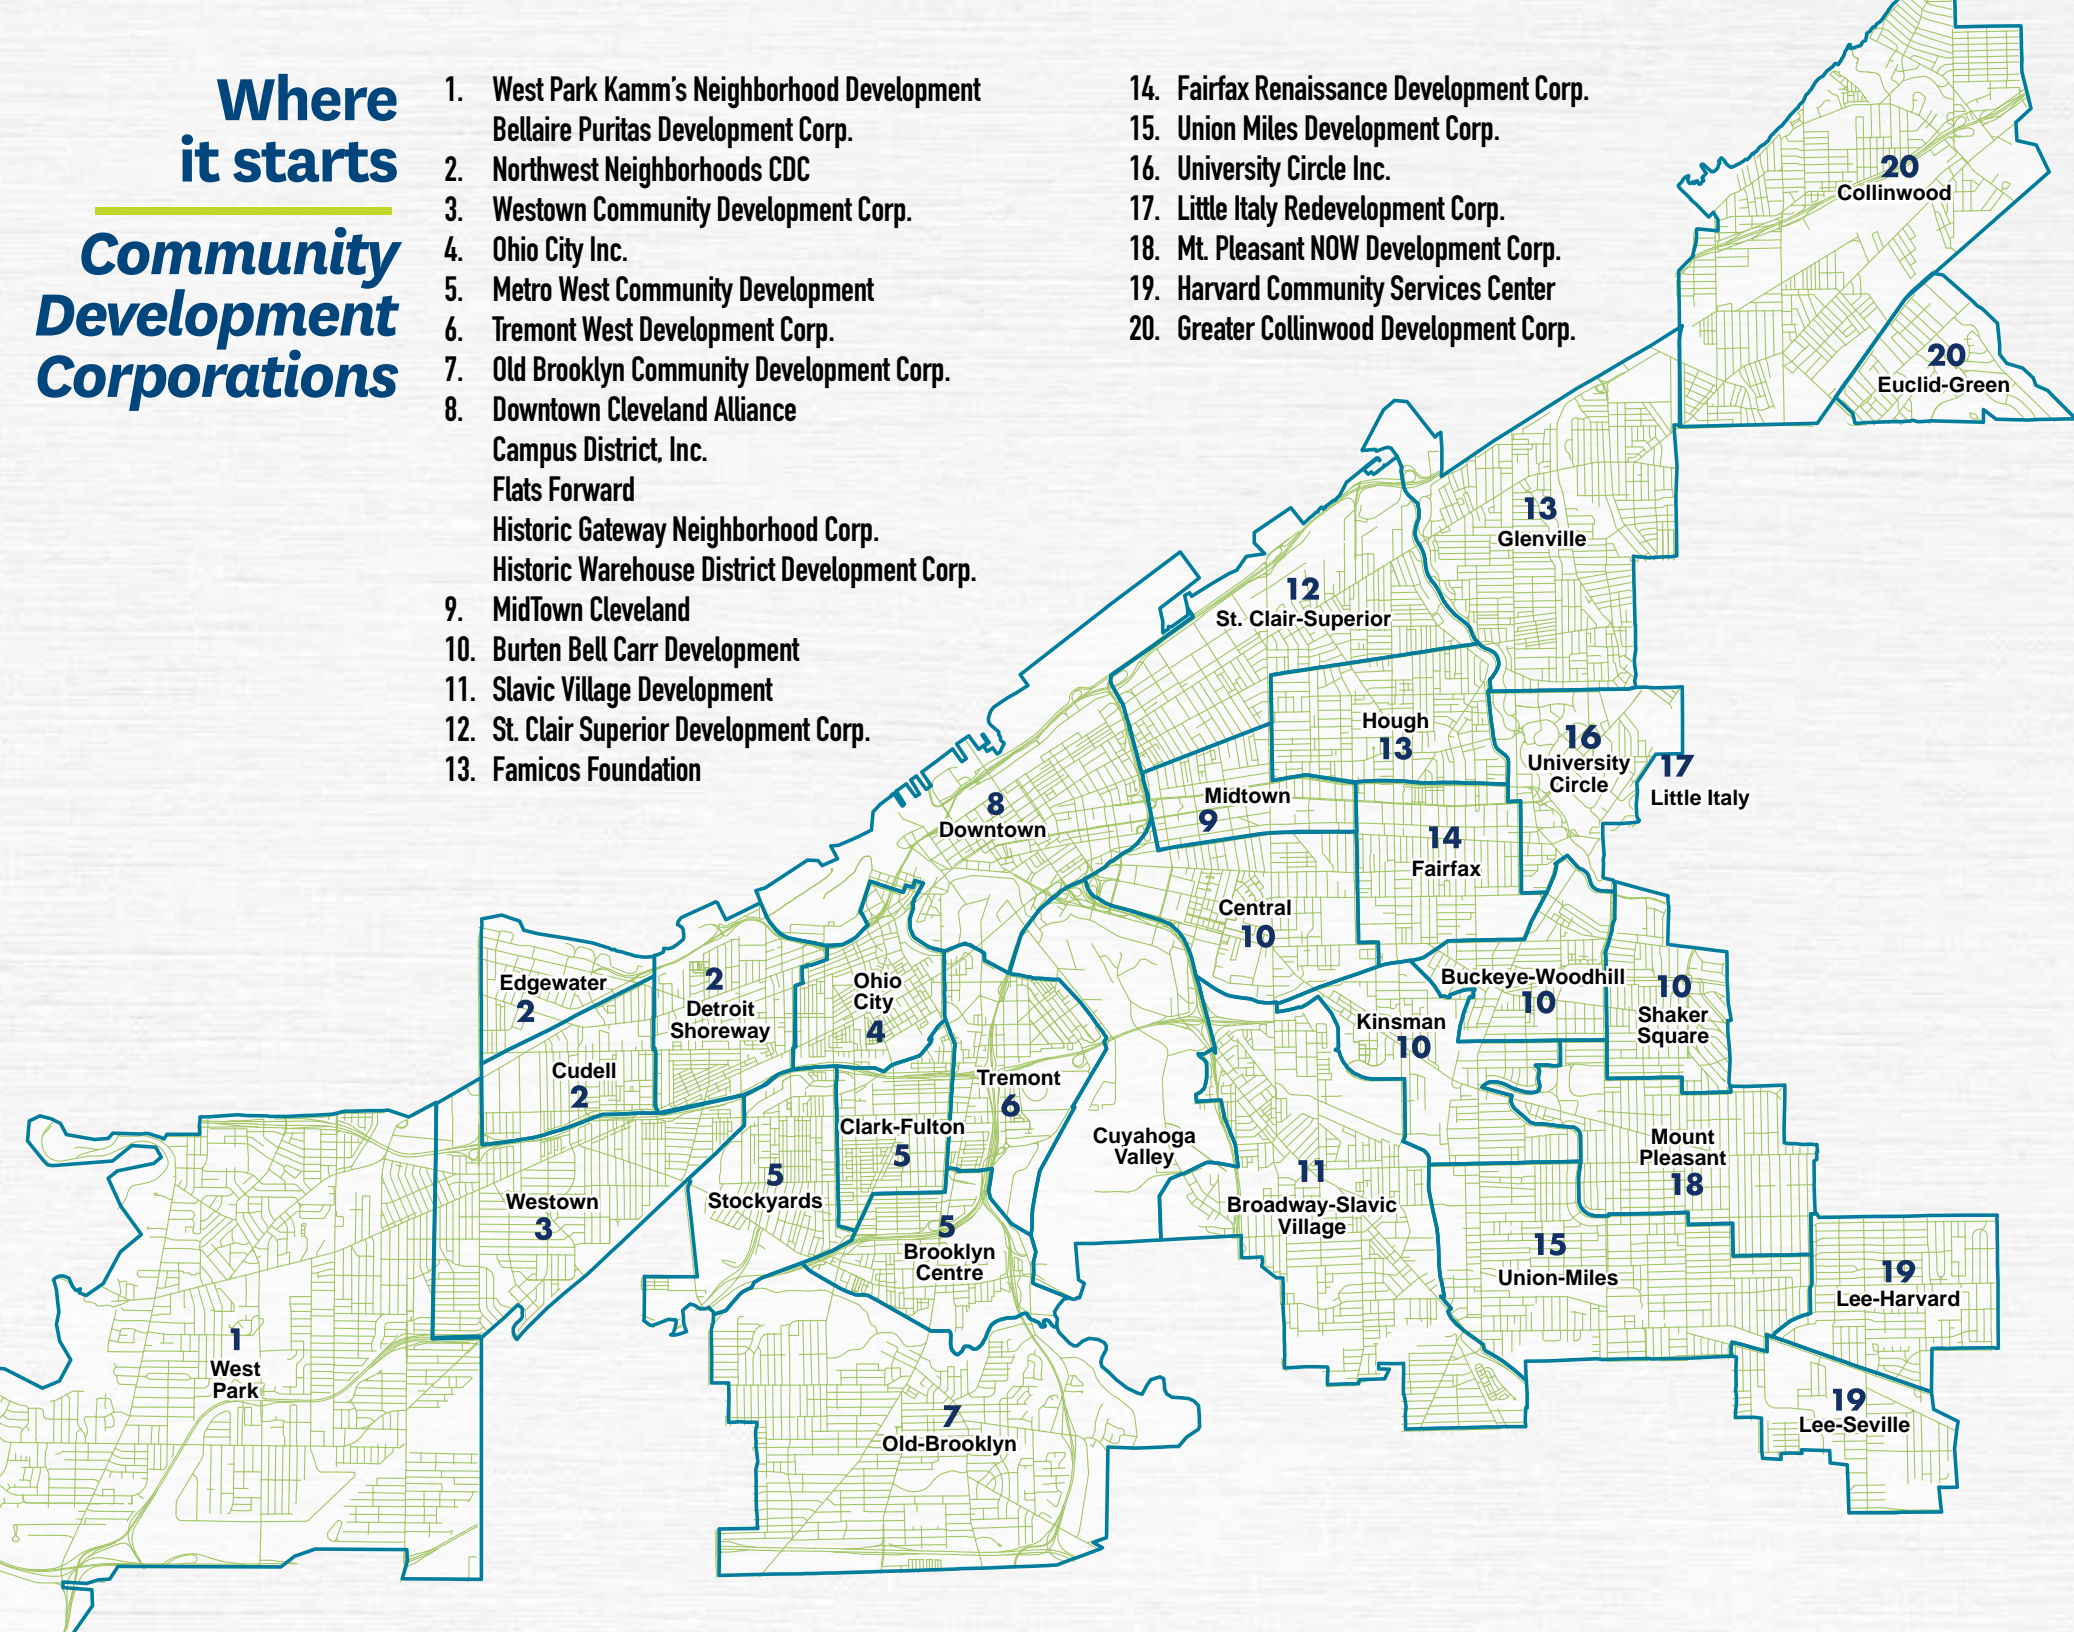 Where
it starts
Community
Development
Corporations
1. West Park Kamm's Neighborhood Development
Bellaire Puritas Development Corp.
2. Northwest Neighborhoods CDC
3. Westown Community Development Corp.
4. Ohio City Inc.
5. Metro West Community Development
6. Tremont West Development Corp.
7. Old Brooklyn Community Development Corp.
8. Downtown Cleveland Alliance
Campus District, Inc.
Flats Forward
Historic Gateway Neighborhood Corp.
Historic Warehouse District Development Corp.
9. MidTown Cleveland
10. Burten Bell Carr Development
11. Slavic Village Development
12. St. Clair Superior Development Corp.
13. Famicos Foundation
14. Fairfax Renaissance Development Corp.
15. Union Miles Development Corp.
16. University Circle Inc.
17. Little Italy Redevelopment Corp.
18. Mt. Pleasant NOW Development Corp.
19. Harvard Community Services Center
20. Greater Collinwood Development Corp.
20
Collinwood
20
Euclid-Green
13
Glenville
12
St. Clair-Superior
Hough
13
16
University
Circle
17
Little Italy
Midtown
9
8
Downtown
14
Fairfax
Central
10
Edgewater
2
2
Detroit
Shoreway
Ohio
City
4
Buckeye-Woodhill
10
10
Shaker
Square
Kinsman
10
Cudell
2
Tremont
6
Clark-Fulton
5
Cuyahoga
Valley
Mount
Pleasant
18
5
Stockyards
11
Broadway-Slavic
Village
Westown
3
5
Brooklyn
Centre
15
Union-Miles
19
Lee-Harvard
1
West
Park
19
Lee-Seville
7
Old-Brooklyn